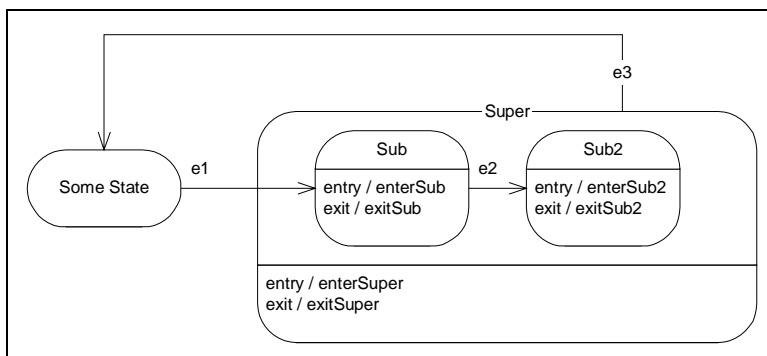 e3
Super
Sub
Sub2
Some State
e1
entry / enterSub
exit / exitSub
e2
entry / enterSub2
exit / exitSub2
entry / enterSuper
exit / exitSuper